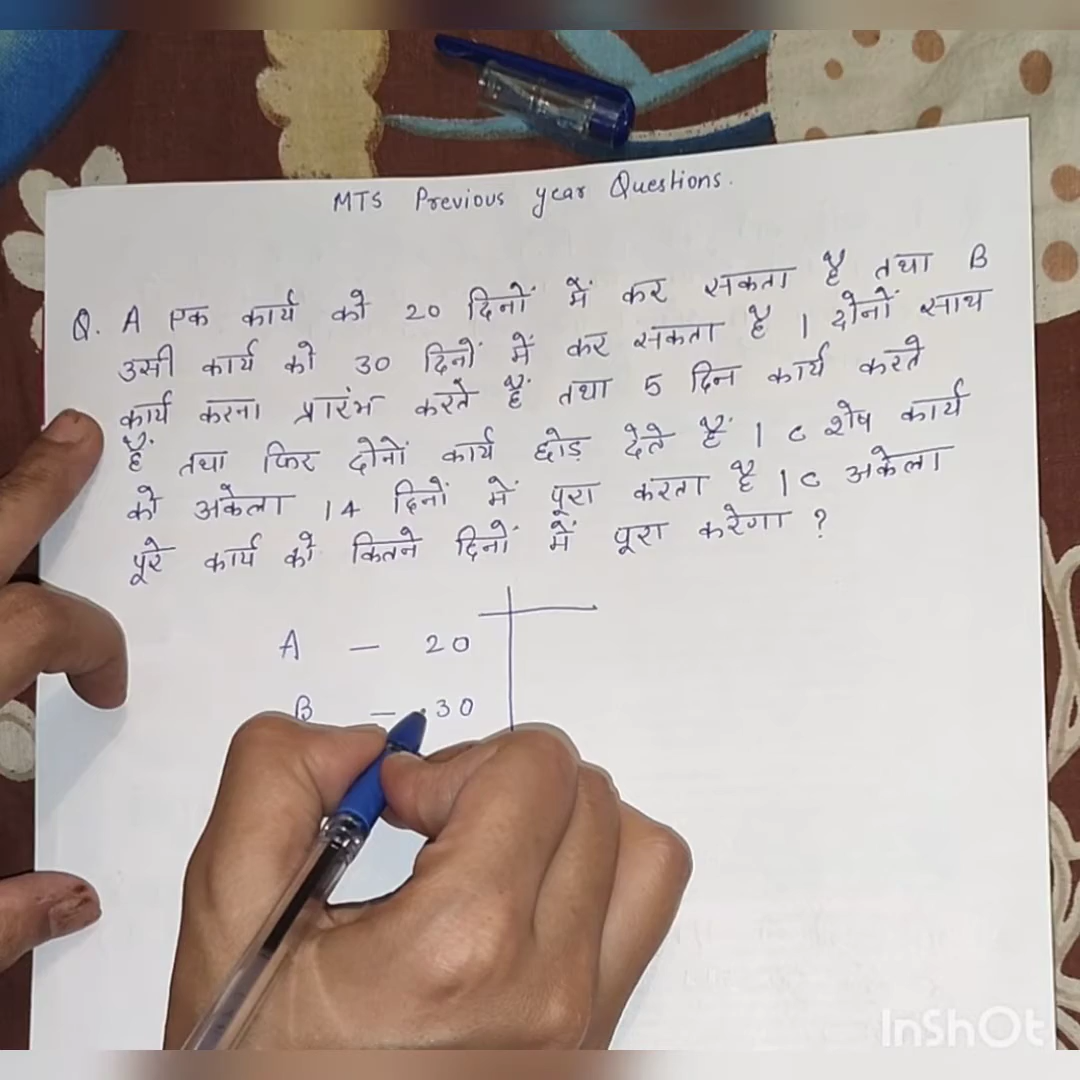 MTS Previous year Questions.
Q. A एक कार्य को 20 दिनों में कर सकता है तथा B
उसी कार्य को 30 दिनों में कर सकता है । दोनों साथ
कार्य करना प्रारंभ करते हैं तथा 5 दिन कार्य करते
हैं तथा फिर दोनों कार्य छोड़ देते हैं । C शेष कार्य
को अकेला 14 दिनों में पूरा करता है । C अकेला
पूरे कार्य को कितने दिनों में पूरा करेगा ?
A — 20
B — 30
InShOt